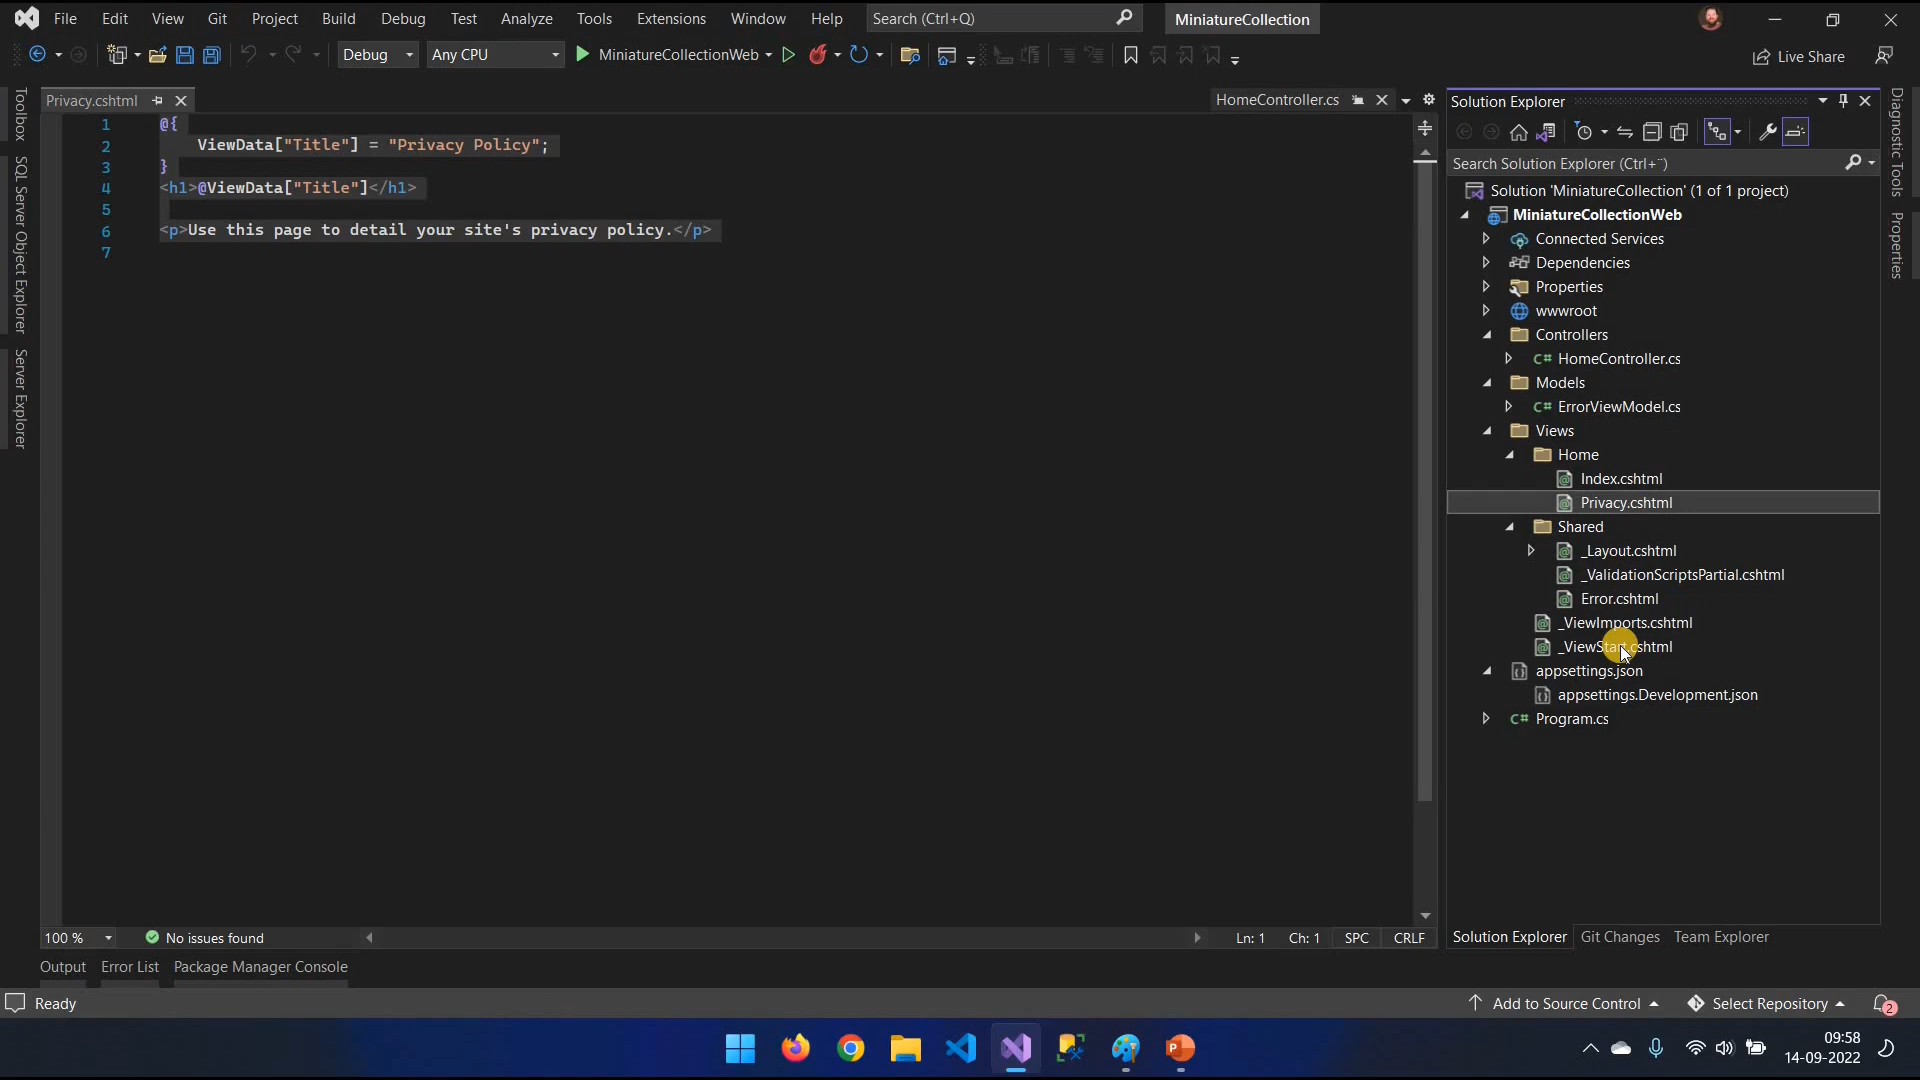 File Edit View Git Project Build Debug Test Analyze Tools Extensions Window Help Search (Ctrl+Q) MiniatureCollection
Debug Any CPU MiniatureCollectionWeb Live Share
Toolbox
SQL Server Object Explorer
Server Explorer
Privacy.cshtml HomeController.cs
1 @{
2 ViewData["Title"] = "Privacy Policy";
3 }
4 <h1>@ViewData["Title"]</h1>
5
6 <p>Use this page to detail your site's privacy policy.</p>
7
100 % No issues found Ln: 1 Ch: 1 SPC CRLF
Output Error List Package Manager Console
Solution Explorer
Search Solution Explorer (Ctrl+¨)
Solution 'MiniatureCollection' (1 of 1 project)
MiniatureCollectionWeb
Connected Services
Dependencies
Properties
wwwroot
Controllers
C# HomeController.cs
Models
C# ErrorViewModel.cs
Views
Home
Index.cshtml
Privacy.cshtml
Shared
_Layout.cshtml
_ValidationScriptsPartial.cshtml
Error.cshtml
_ViewImports.cshtml
_ViewStart.cshtml
appsettings.json
appsettings.Development.json
C# Program.cs
Solution Explorer Git Changes Team Explorer
Diagnostic Tools
Properties
Ready Add to Source Control Select Repository 2
09:58
14-09-2022